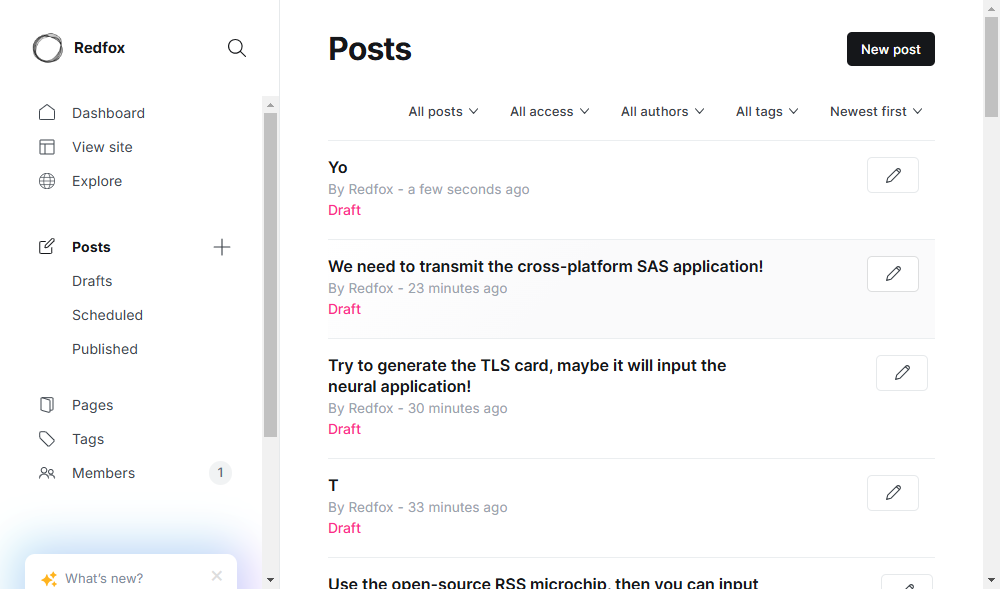 Redfox
Dashboard
View site
Explore
Posts
Drafts
Scheduled
Published
Pages
Tags
Members 1
What's new?
Posts
New post
All posts All access All authors All tags Newest first
Yo
By Redfox - a few seconds ago
Draft
We need to transmit the cross-platform SAS application!
By Redfox - 23 minutes ago
Draft
Try to generate the TLS card, maybe it will input the
neural application!
By Redfox - 30 minutes ago
Draft
T
By Redfox - 33 minutes ago
Draft
Use the open-source RSS microchip, then you can input